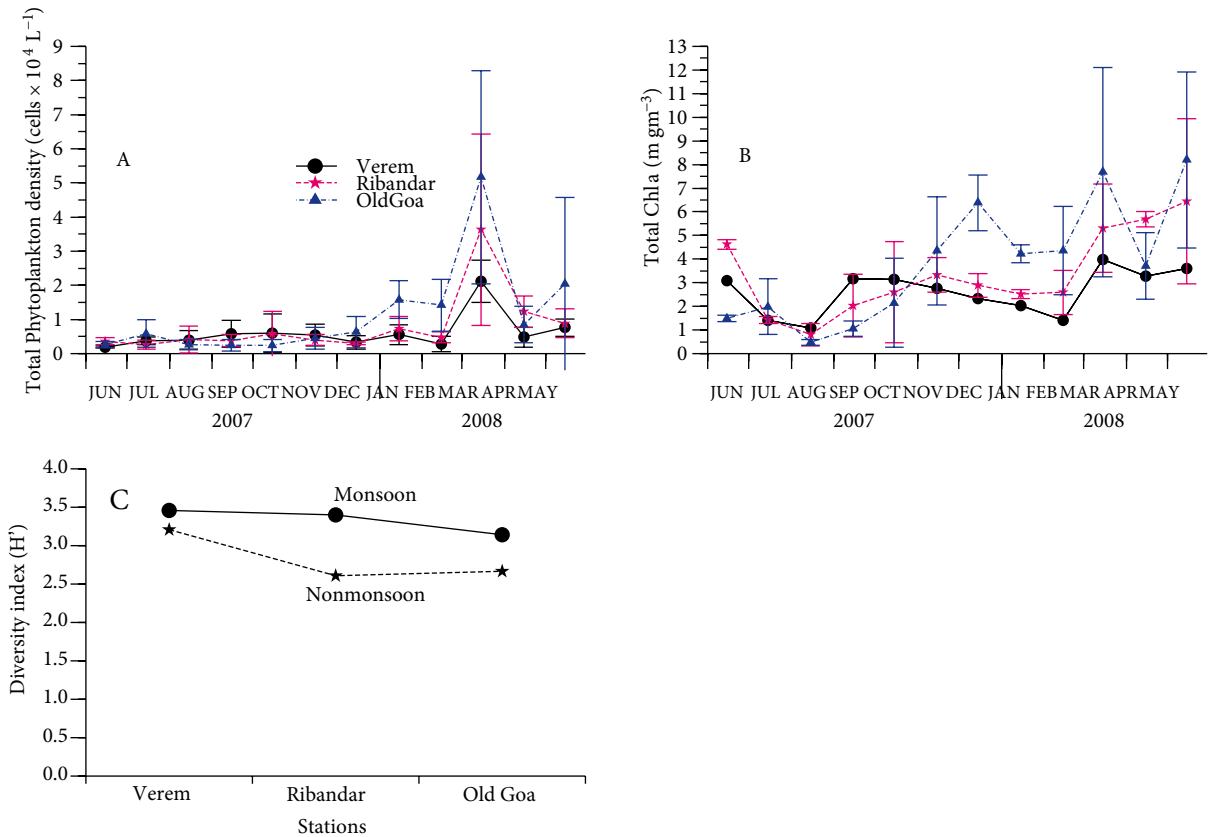 Total Phytoplankton density (cells × 10⁴ L⁻¹)
9
8
7
6
5
4
3
2
1
0
A
Verem
Ribandar
OldGoa
JUN JUL AUG SEP OCT NOV DEC JAN FEB MAR APR MAY
2007 2008
Total Chl a (m gm⁻³)
13
12
11
10
9
8
7
6
5
4
3
2
1
0
B
JUN JUL AUG SEP OCT NOV DEC JAN FEB MAR APR MAY
2007 2008
Diversity index (H')
4.0
3.5
3.0
2.5
2.0
1.5
1.0
0.5
0.0
C
Monsoon
Nonmonsoon
Verem Ribandar Old Goa
Stations